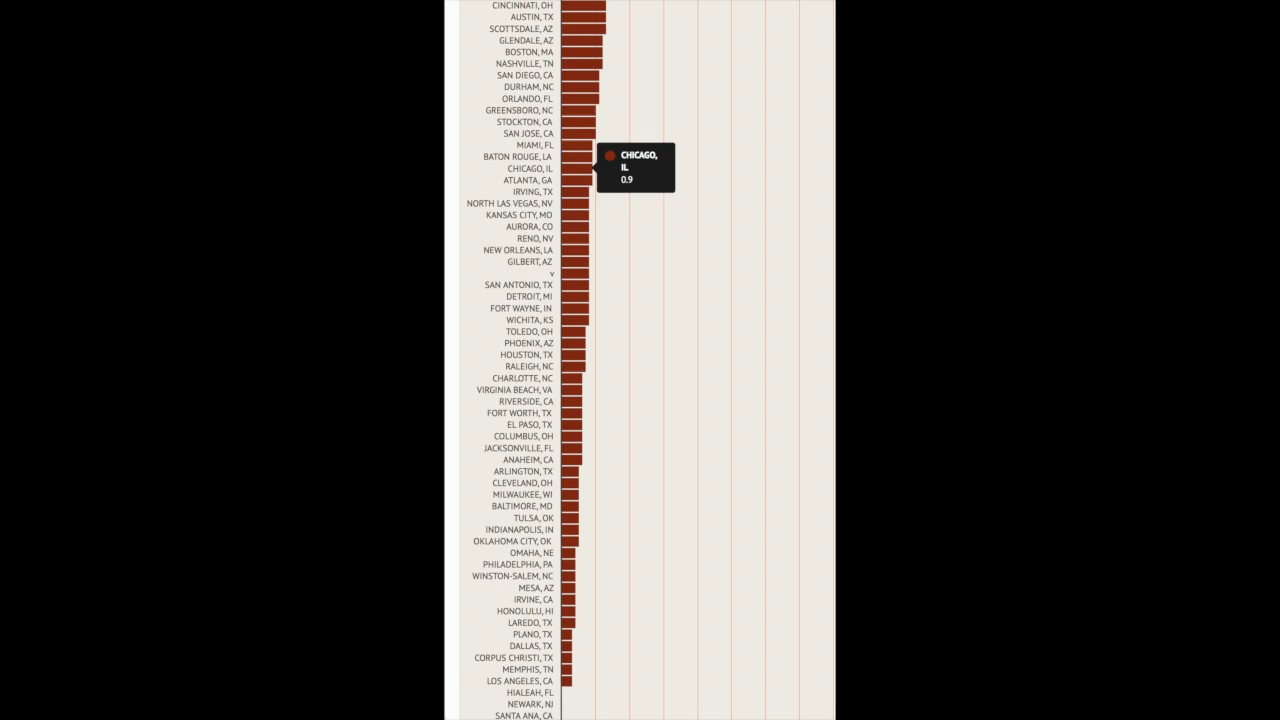 CINCINNATI, OH
AUSTIN, TX
SCOTTSDALE, AZ
GLENDALE, AZ
BOSTON, MA
NASHVILLE, TN
SAN DIEGO, CA
DURHAM, NC
ORLANDO, FL
GREENSBORO, NC
STOCKTON, CA
SAN JOSE, CA
MIAMI, FL
BATON ROUGE, LA
CHICAGO, IL
CHICAGO,
IL
0.9
ATLANTA, GA
IRVING, TX
NORTH LAS VEGAS, NV
KANSAS CITY, MO
AURORA, CO
RENO, NV
NEW ORLEANS, LA
GILBERT, AZ
v
SAN ANTONIO, TX
DETROIT, MI
FORT WAYNE, IN
WICHITA, KS
TOLEDO, OH
PHOENIX, AZ
HOUSTON, TX
RALEIGH, NC
CHARLOTTE, NC
VIRGINIA BEACH, VA
RIVERSIDE, CA
FORT WORTH, TX
EL PASO, TX
COLUMBUS, OH
JACKSONVILLE, FL
ANAHEIM, CA
ARLINGTON, TX
CLEVELAND, OH
MILWAUKEE, WI
BALTIMORE, MD
TULSA, OK
INDIANAPOLIS, IN
OKLAHOMA CITY, OK
OMAHA, NE
PHILADELPHIA, PA
WINSTON-SALEM, NC
MESA, AZ
IRVINE, CA
HONOLULU, HI
LAREDO, TX
PLANO, TX
DALLAS, TX
CORPUS CHRISTI, TX
MEMPHIS, TN
LOS ANGELES, CA
HIALEAH, FL
NEWARK, NJ
SANTA ANA, CA